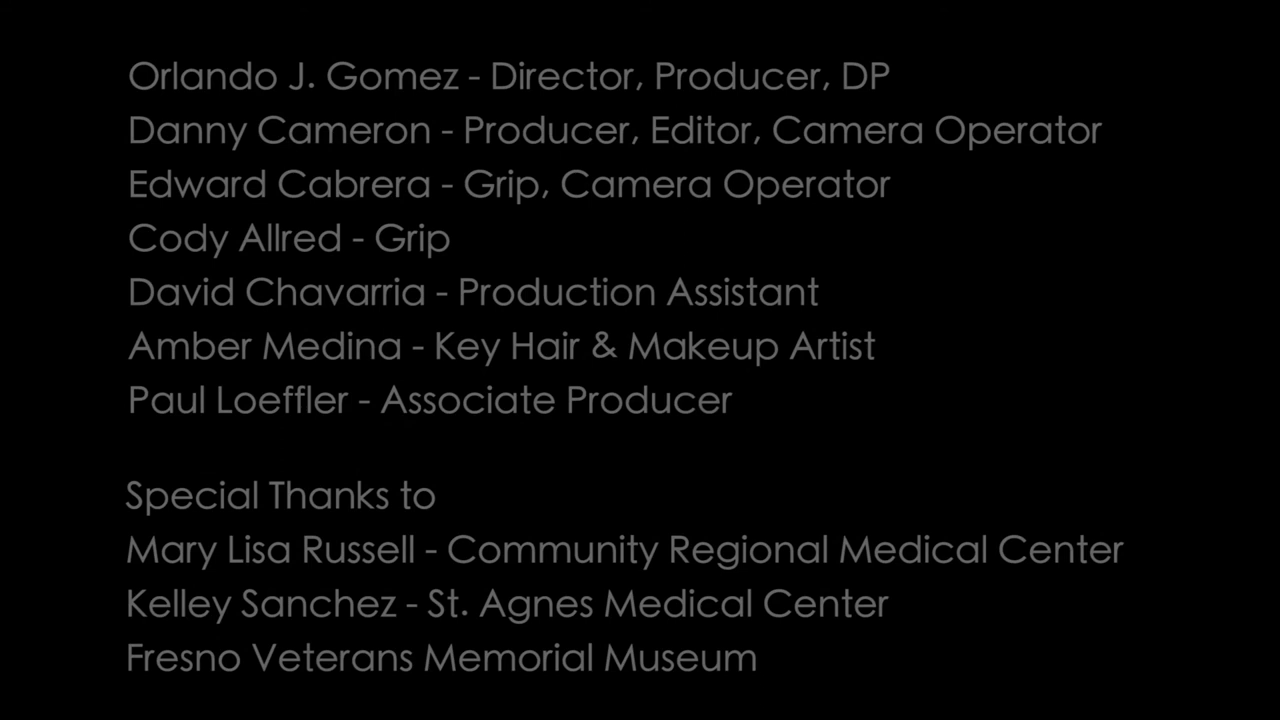 Orlando J. Gomez - Director, Producer, DP
Danny Cameron - Producer, Editor, Camera Operator
Edward Cabrera - Grip, Camera Operator
Cody Allred - Grip
David Chavarria - Production Assistant
Amber Medina - Key Hair & Makeup Artist
Paul Loeffler - Associate Producer
Special Thanks to
Mary Lisa Russell - Community Regional Medical Center
Kelley Sanchez - St. Agnes Medical Center
Fresno Veterans Memorial Museum